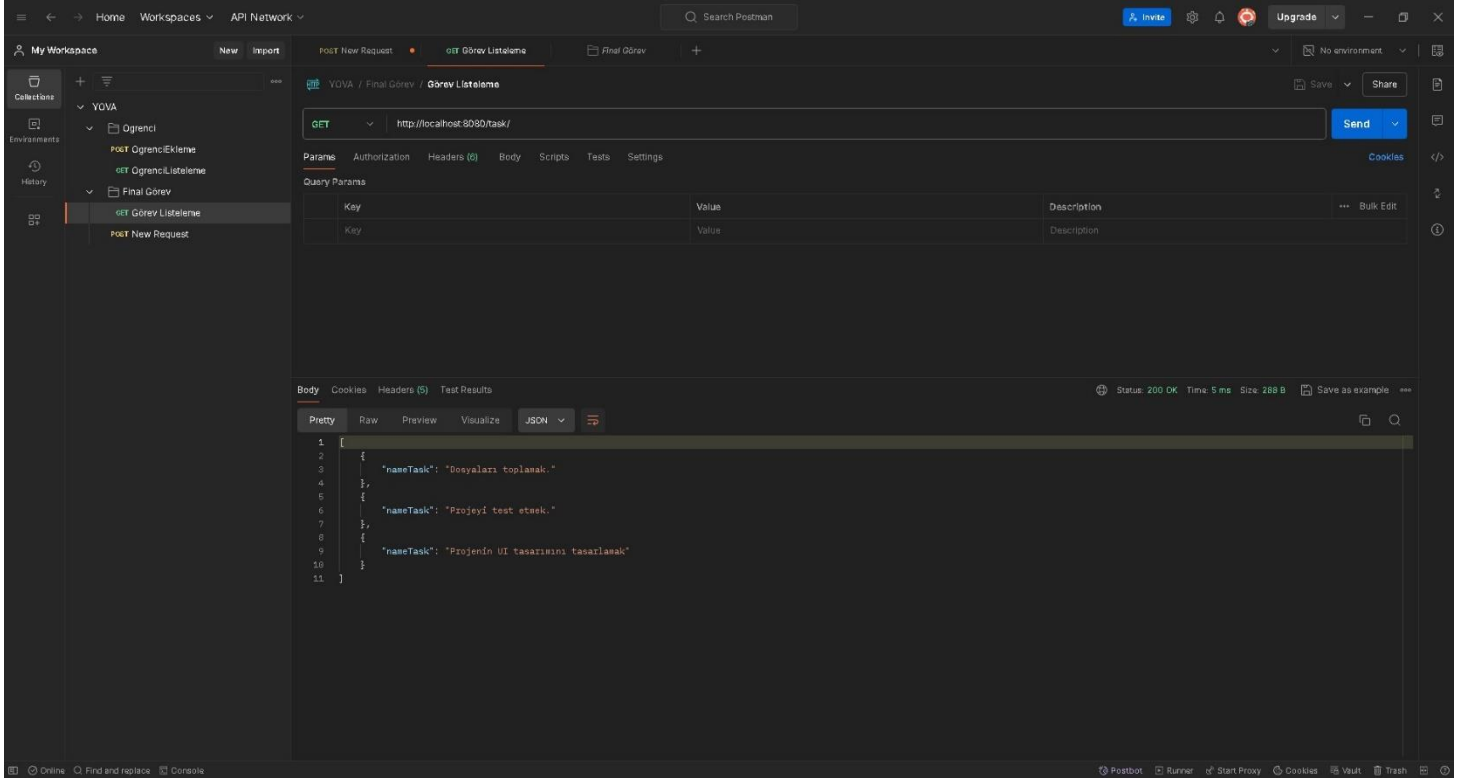 Home Workspaces API Network Search Postman Invite Upgrade
My Workspace New Import POST New Request GET Görev Listeleme Final Görev No environment
Collections
Environments
History
YOVA
Ogrenci
POST OgrenciEkleme
GET OgrenciListeleme
Final Görev
GET Görev Listeleme
POST New Request
YOVA / Final Görev / Görev Listeleme Save Share
GET http://localhost:8080/task/ Send
Params Authorization Headers (6) Body Scripts Tests Settings Cookies
Query Params
Key Value Description Bulk Edit
Key Value Description
Body Cookies Headers (5) Test Results Status: 200 OK Time: 5 ms Size: 288 B Save as example
Pretty Raw Preview Visualize JSON
1 [
2 {
3 "nameTask": "Dosyaları toplamak."
4 },
5 {
6 "nameTask": "Projeyi test etmek."
7 },
8 {
9 "nameTask": "Projenin UI tasarımını tasarlamak"
10 }
11 ]
Online Find and replace Console Postbot Runner Start Proxy Cookies Vault Trash